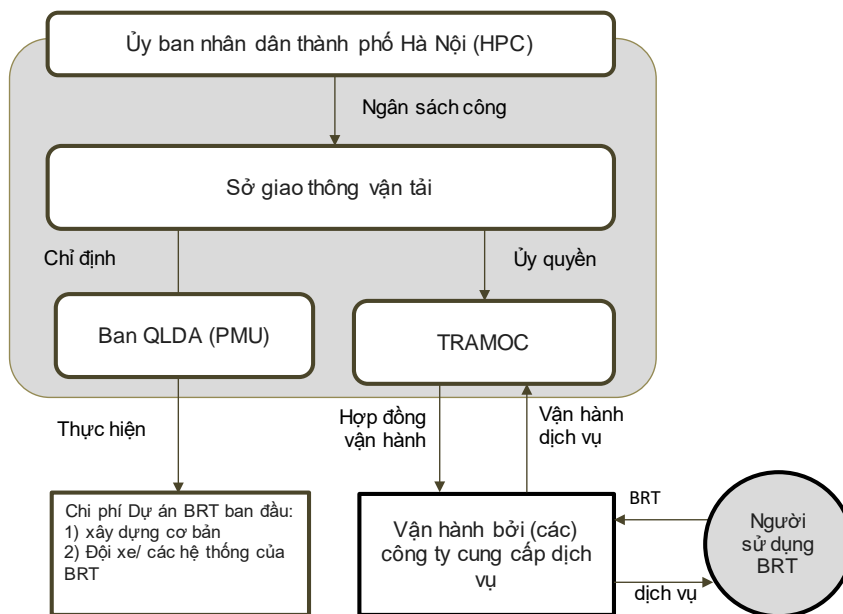 Ủy ban nhân dân thành phố Hà Nội (HPC)
Ngân sách công
Sở giao thông vận tải
Chỉ định
Ủy quyền
Ban QLDA (PMU)
TRAMOC
Thực hiện
Hợp đồng
vận hành
Vận hành
dịch vụ
Chi phí Dự án BRT ban đầu:
1) xây dựng cơ bản
2) Đội xe/ các hệ thống của
BRT
Vận hành bởi (các)
công ty cung cấp dịch
vụ
BRT
dịch vụ
Người
sử dụng
BRT